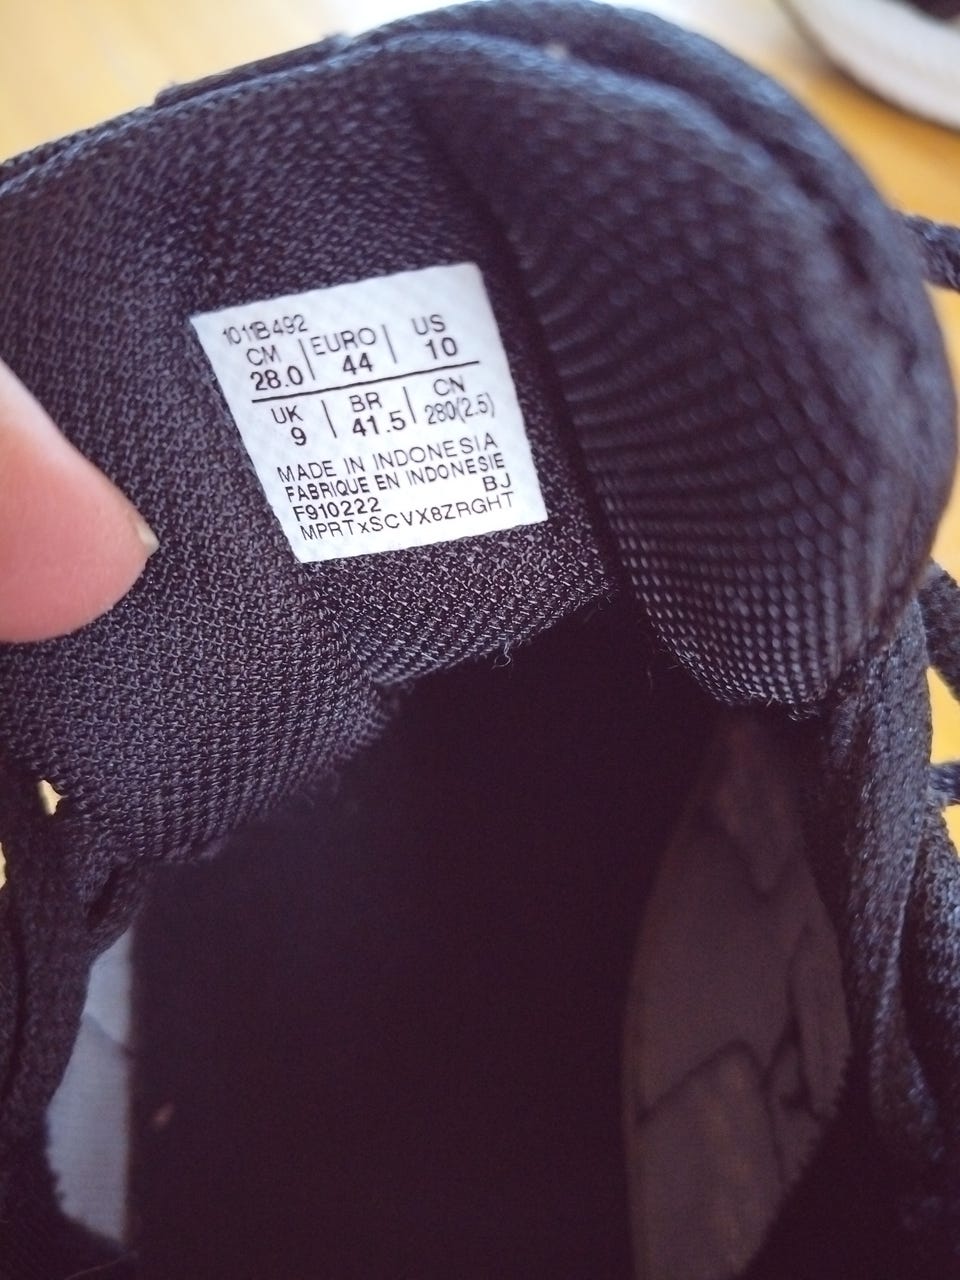 1011B492
CM | EURO | US
28.0 44 10
UK | BR | CN
9 41.5 280(2.5)
MADE IN INDONESIA
FABRIQUE EN INDONESIE
F910222 BJ
MPRTxSCVX8ZRGHT